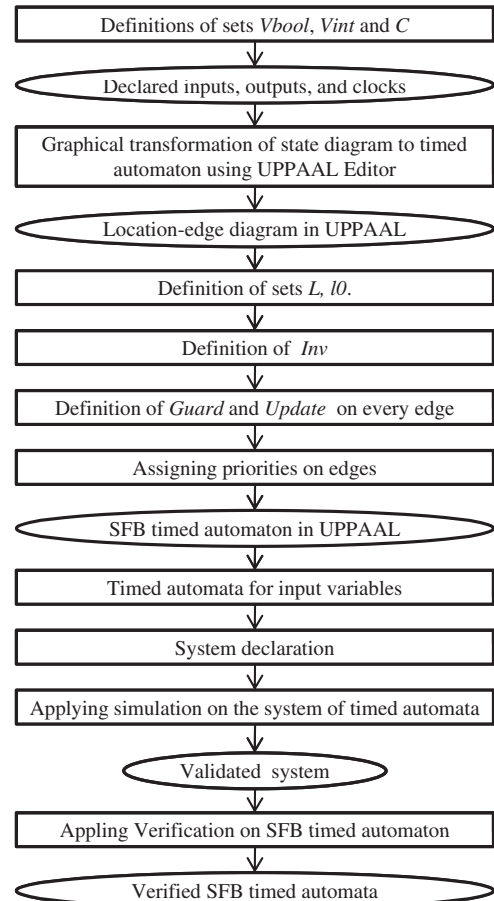 Definitions of sets Vbool, Vint and C
Declared inputs, outputs, and clocks
Graphical transformation of state diagram to timed
automaton using UPPAAL Editor
Location-edge diagram in UPPAAL
Definition of sets L, l0.
Definition of Inv
Definition of Guard and Update on every edge
Assigning priorities on edges
SFB timed automaton in UPPAAL
Timed automata for input variables
System declaration
Applying simulation on the system of timed automata
Validated system
Appling Verification on SFB timed automaton
Verified SFB timed automata